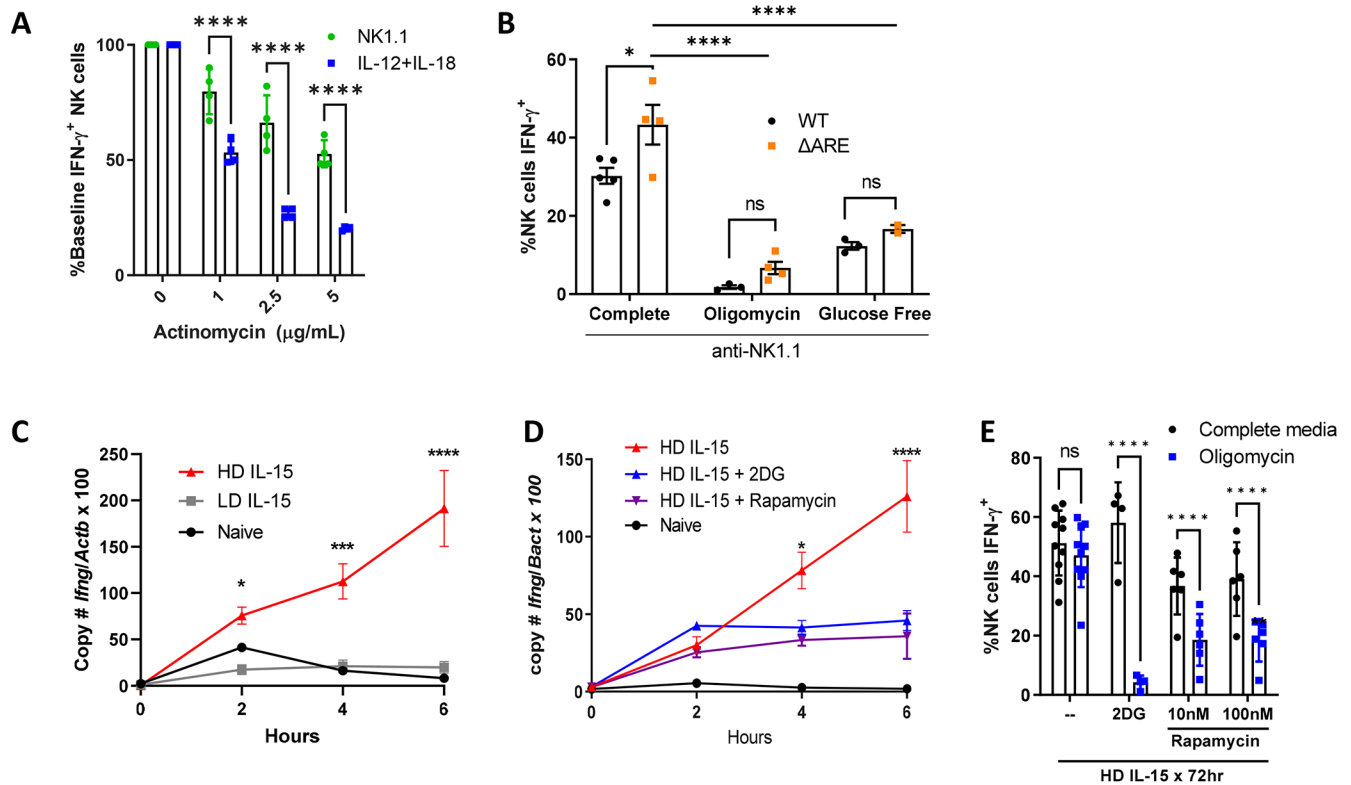 A
%Baseline IFN-γ⁺ NK cells
100
50
0
**** **** ****
NK1.1
IL-12+IL-18
0 1 2.5 5
Actinomycin (μg/mL)
B
%NK cells IFN-γ⁺
60
40
20
0
****
****
*
ns
ns
WT
ΔARE
Complete Oligomycin Glucose Free
anti-NK1.1
C
Copy # Ifng/Actb x 100
250
200
150
100
50
0
HD IL-15
LD IL-15
Naive
* *** ****
0 2 4 6
Hours
D
copy # Ifng/Bact x 100
150
100
50
0
HD IL-15
HD IL-15 + 2DG
HD IL-15 + Rapamycin
Naive
* ****
0 2 4 6
Hours
E
%NK cells IFN-γ⁺
80
60
40
20
0
Complete media
Oligomycin
ns **** **** ****
**
-- 2DG 10nM 100nM
Rapamycin
HD IL-15 x 72hr